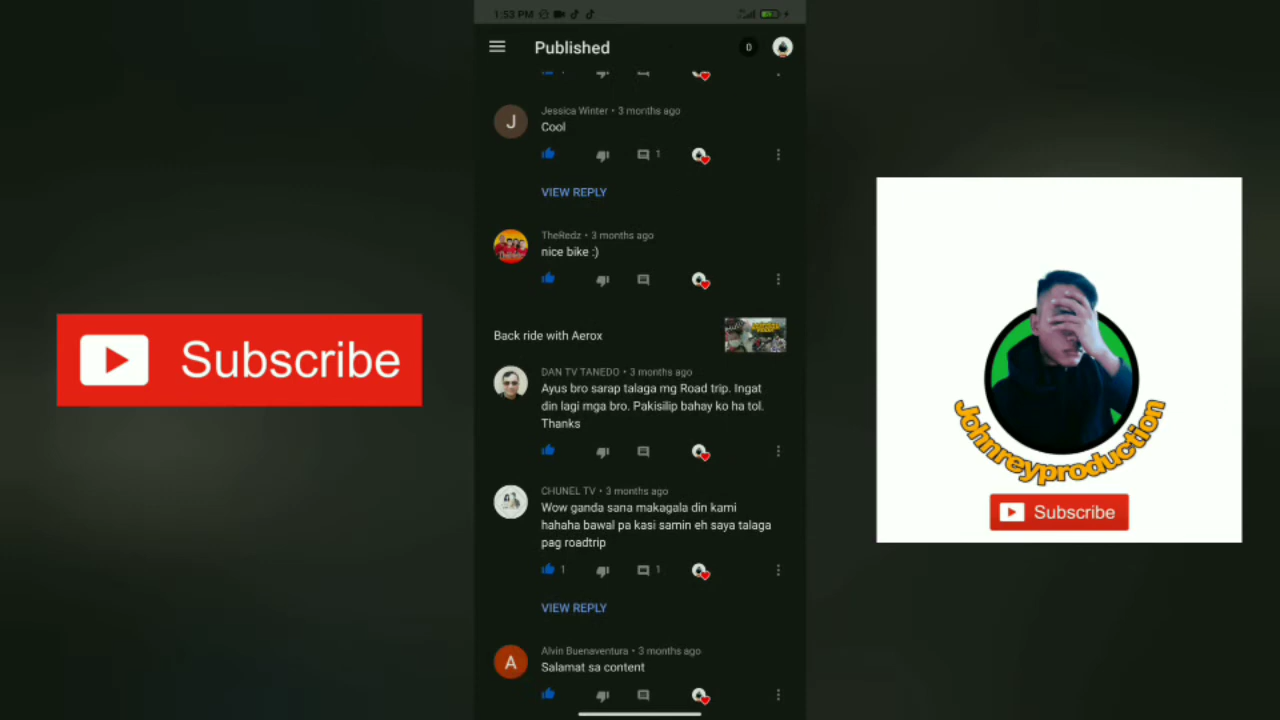 1:53 PM
Published
0
Jessica Winter • 3 months ago
Cool
1
VIEW REPLY
TheRedz • 3 months ago
nice bike :)
Back ride with Aerox
DAN TV TANEDO • 3 months ago
Ayus bro sarap talaga mg Road trip. Ingat
din lagi mga bro. Pakisilip bahay ko ha tol.
Thanks
CHUNEL TV • 3 months ago
Wow ganda sana makagala din kami
hahaha bawal pa kasi samin eh saya talaga
pag roadtrip
1 1
VIEW REPLY
Alvin Buenaventura • 3 months ago
Salamat sa content
J
A
Subscribe
Johnreyproduction
Subscribe